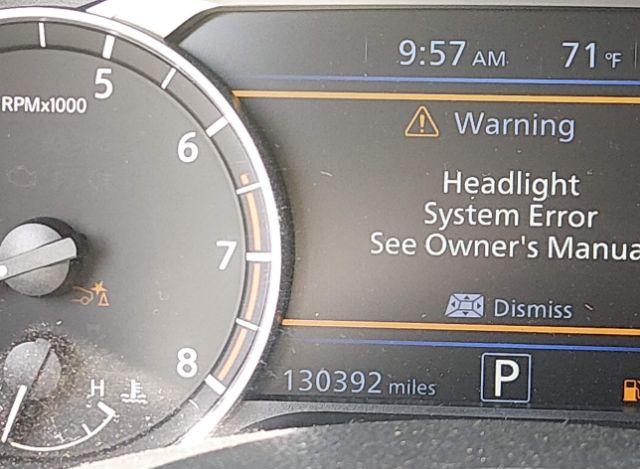 9:57 AM 71 °F
5
RPMx1000
6
7
8
H
Warning
Headlight
System Error
See Owner's Manua
Dismiss
130392 miles
P